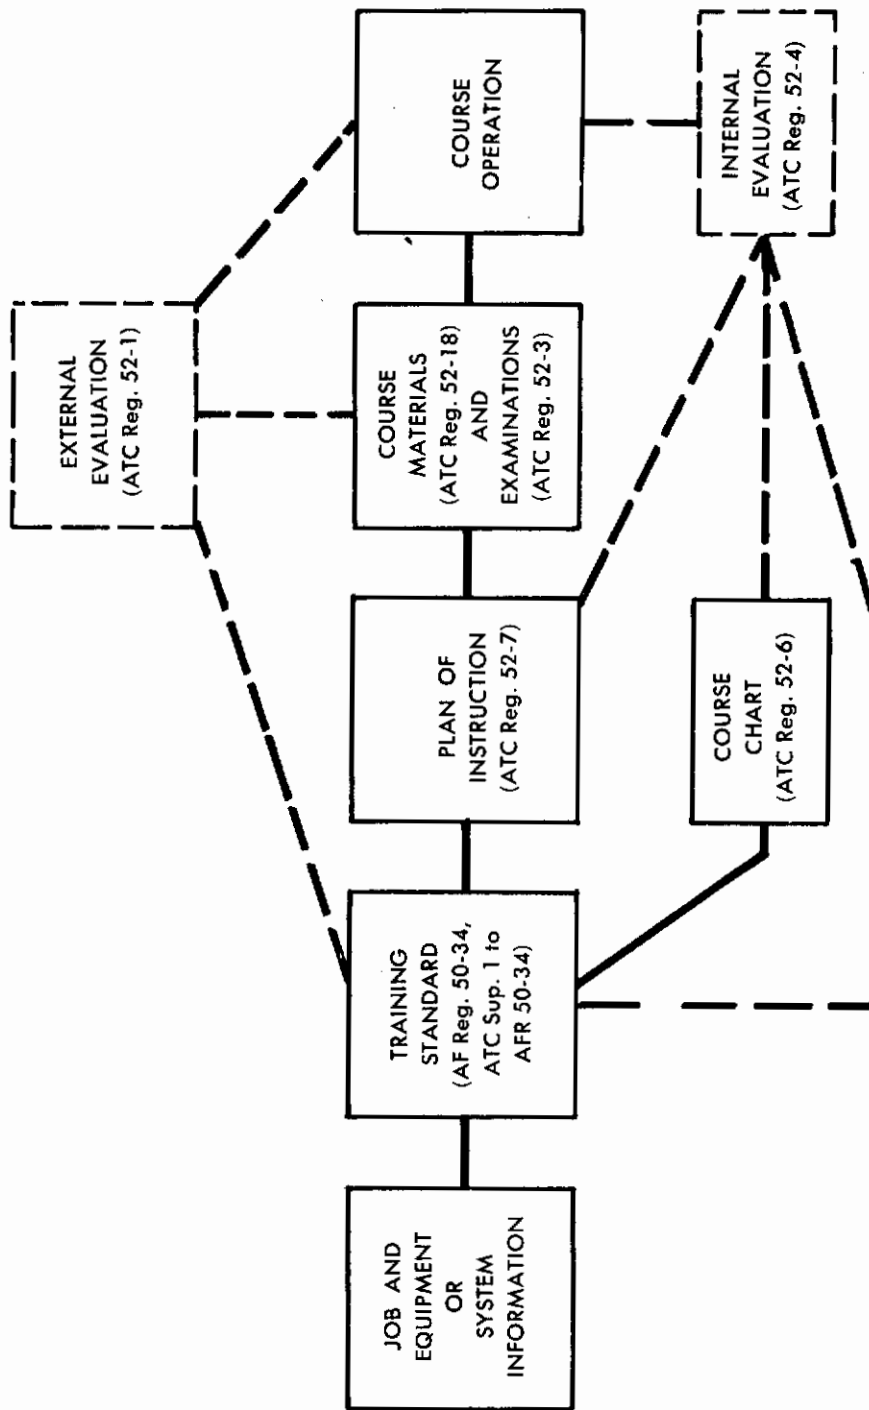 EXTERNAL
EVALUATION
(ATC Reg. 52-1)
JOB AND
EQUIPMENT
OR
SYSTEM
INFORMATION
TRAINING
STANDARD
(AF Reg. 50-34,
ATC Sup. 1 to
AFR 50-34)
PLAN OF
INSTRUCTION
(ATC Reg. 52-7)
COURSE
MATERIALS
(ATC Reg. 52-18)
AND
EXAMINATIONS
(ATC Reg. 52-3)
COURSE
OPERATION
COURSE
CHART
(ATC Reg. 52-6)
INTERNAL
EVALUATION
(ATC Reg. 52-4)